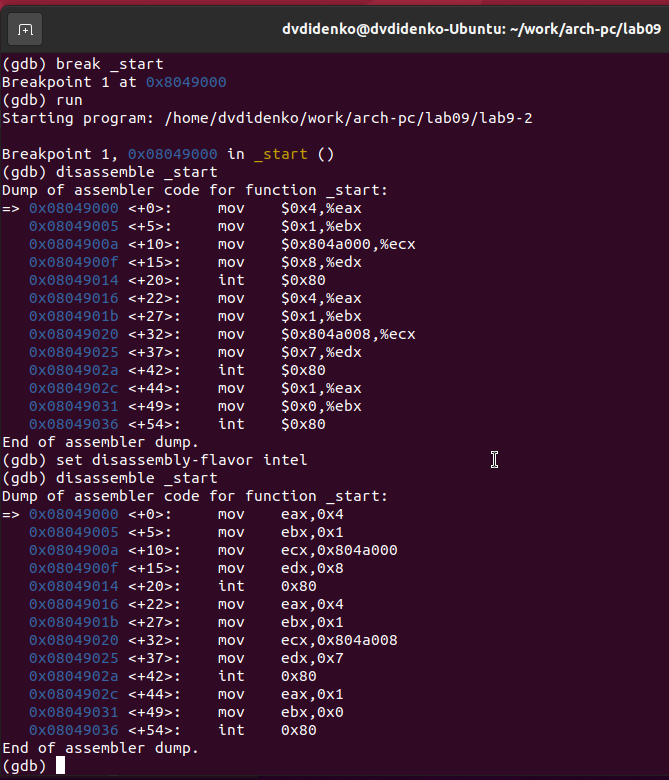 dvdidenko@dvdidenko-Ubuntu: ~/work/arch-pc/lab09
(gdb) break _start
Breakpoint 1 at 0x8049000
(gdb) run
Starting program: /home/dvdidenko/work/arch-pc/lab09/lab9-2

Breakpoint 1, 0x08049000 in _start ()
(gdb) disassemble _start
Dump of assembler code for function _start:
=> 0x08049000 <+0>:	mov    $0x4,%eax
   0x08049005 <+5>:	mov    $0x1,%ebx
   0x0804900a <+10>:	mov    $0x804a000,%ecx
   0x0804900f <+15>:	mov    $0x8,%edx
   0x08049014 <+20>:	int    $0x80
   0x08049016 <+22>:	mov    $0x4,%eax
   0x0804901b <+27>:	mov    $0x1,%ebx
   0x08049020 <+32>:	mov    $0x804a008,%ecx
   0x08049025 <+37>:	mov    $0x7,%edx
   0x0804902a <+42>:	int    $0x80
   0x0804902c <+44>:	mov    $0x1,%eax
   0x08049031 <+49>:	mov    $0x0,%ebx
   0x08049036 <+54>:	int    $0x80
End of assembler dump.
(gdb) set disassembly-flavor intel
(gdb) disassemble _start
Dump of assembler code for function _start:
=> 0x08049000 <+0>:	mov    eax,0x4
   0x08049005 <+5>:	mov    ebx,0x1
   0x0804900a <+10>:	mov    ecx,0x804a000
   0x0804900f <+15>:	mov    edx,0x8
   0x08049014 <+20>:	int    0x80
   0x08049016 <+22>:	mov    eax,0x4
   0x0804901b <+27>:	mov    ebx,0x1
   0x08049020 <+32>:	mov    ecx,0x804a008
   0x08049025 <+37>:	mov    edx,0x7
   0x0804902a <+42>:	int    0x80
   0x0804902c <+44>:	mov    eax,0x1
   0x08049031 <+49>:	mov    ebx,0x0
   0x08049036 <+54>:	int    0x80
End of assembler dump.
(gdb)